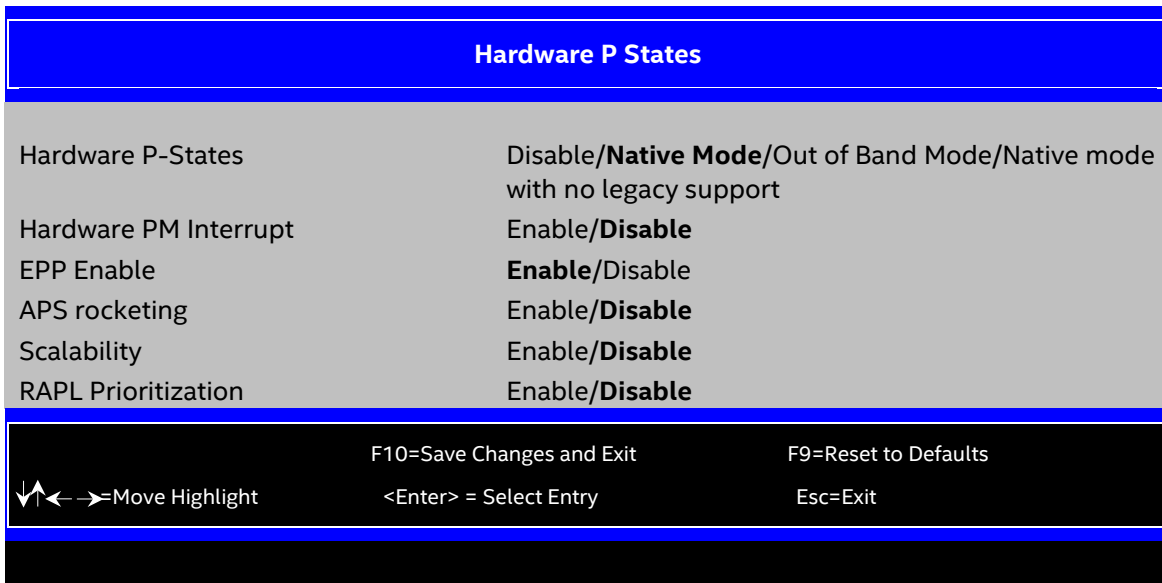 Hardware P States
Hardware P-States Disable/Native Mode/Out of Band Mode/Native mode
with no legacy support
Hardware PM Interrupt Enable/Disable
EPP Enable Enable/Disable
APS rocketing Enable/Disable
Scalability Enable/Disable
RAPL Prioritization Enable/Disable
F10=Save Changes and Exit F9=Reset to Defaults
↓↑←→=Move Highlight <Enter> = Select Entry Esc=Exit